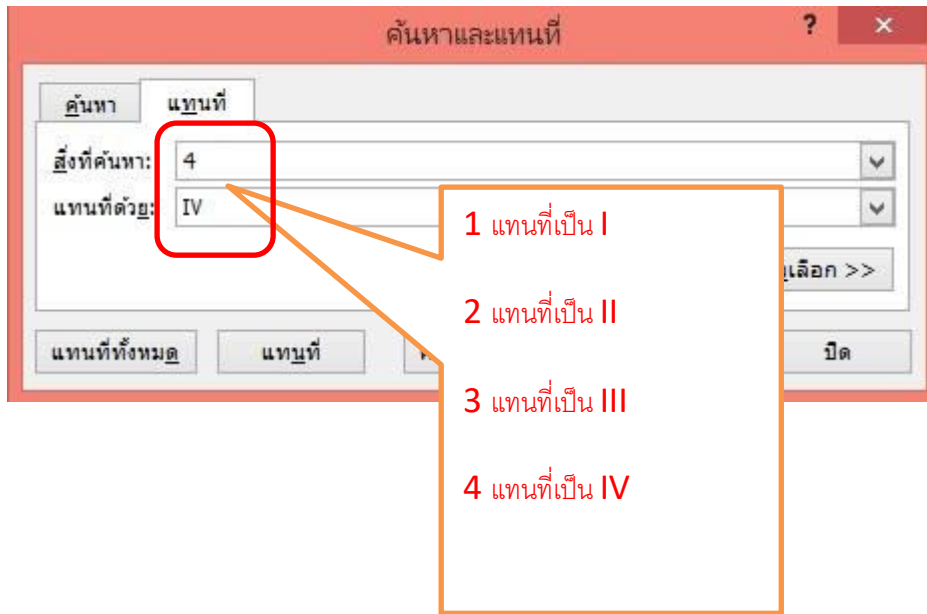 ค้นหาและแทนที่
? ×
ค้นหา แทนที่
สิ่งที่ค้นหา: 4
แทนที่ด้วย: IV
เลือก >>
แทนที่ทั้งหมด แทนที่ ปิด
1 แทนที่เป็น I
2 แทนที่เป็น II
3 แทนที่เป็น III
4 แทนที่เป็น IV